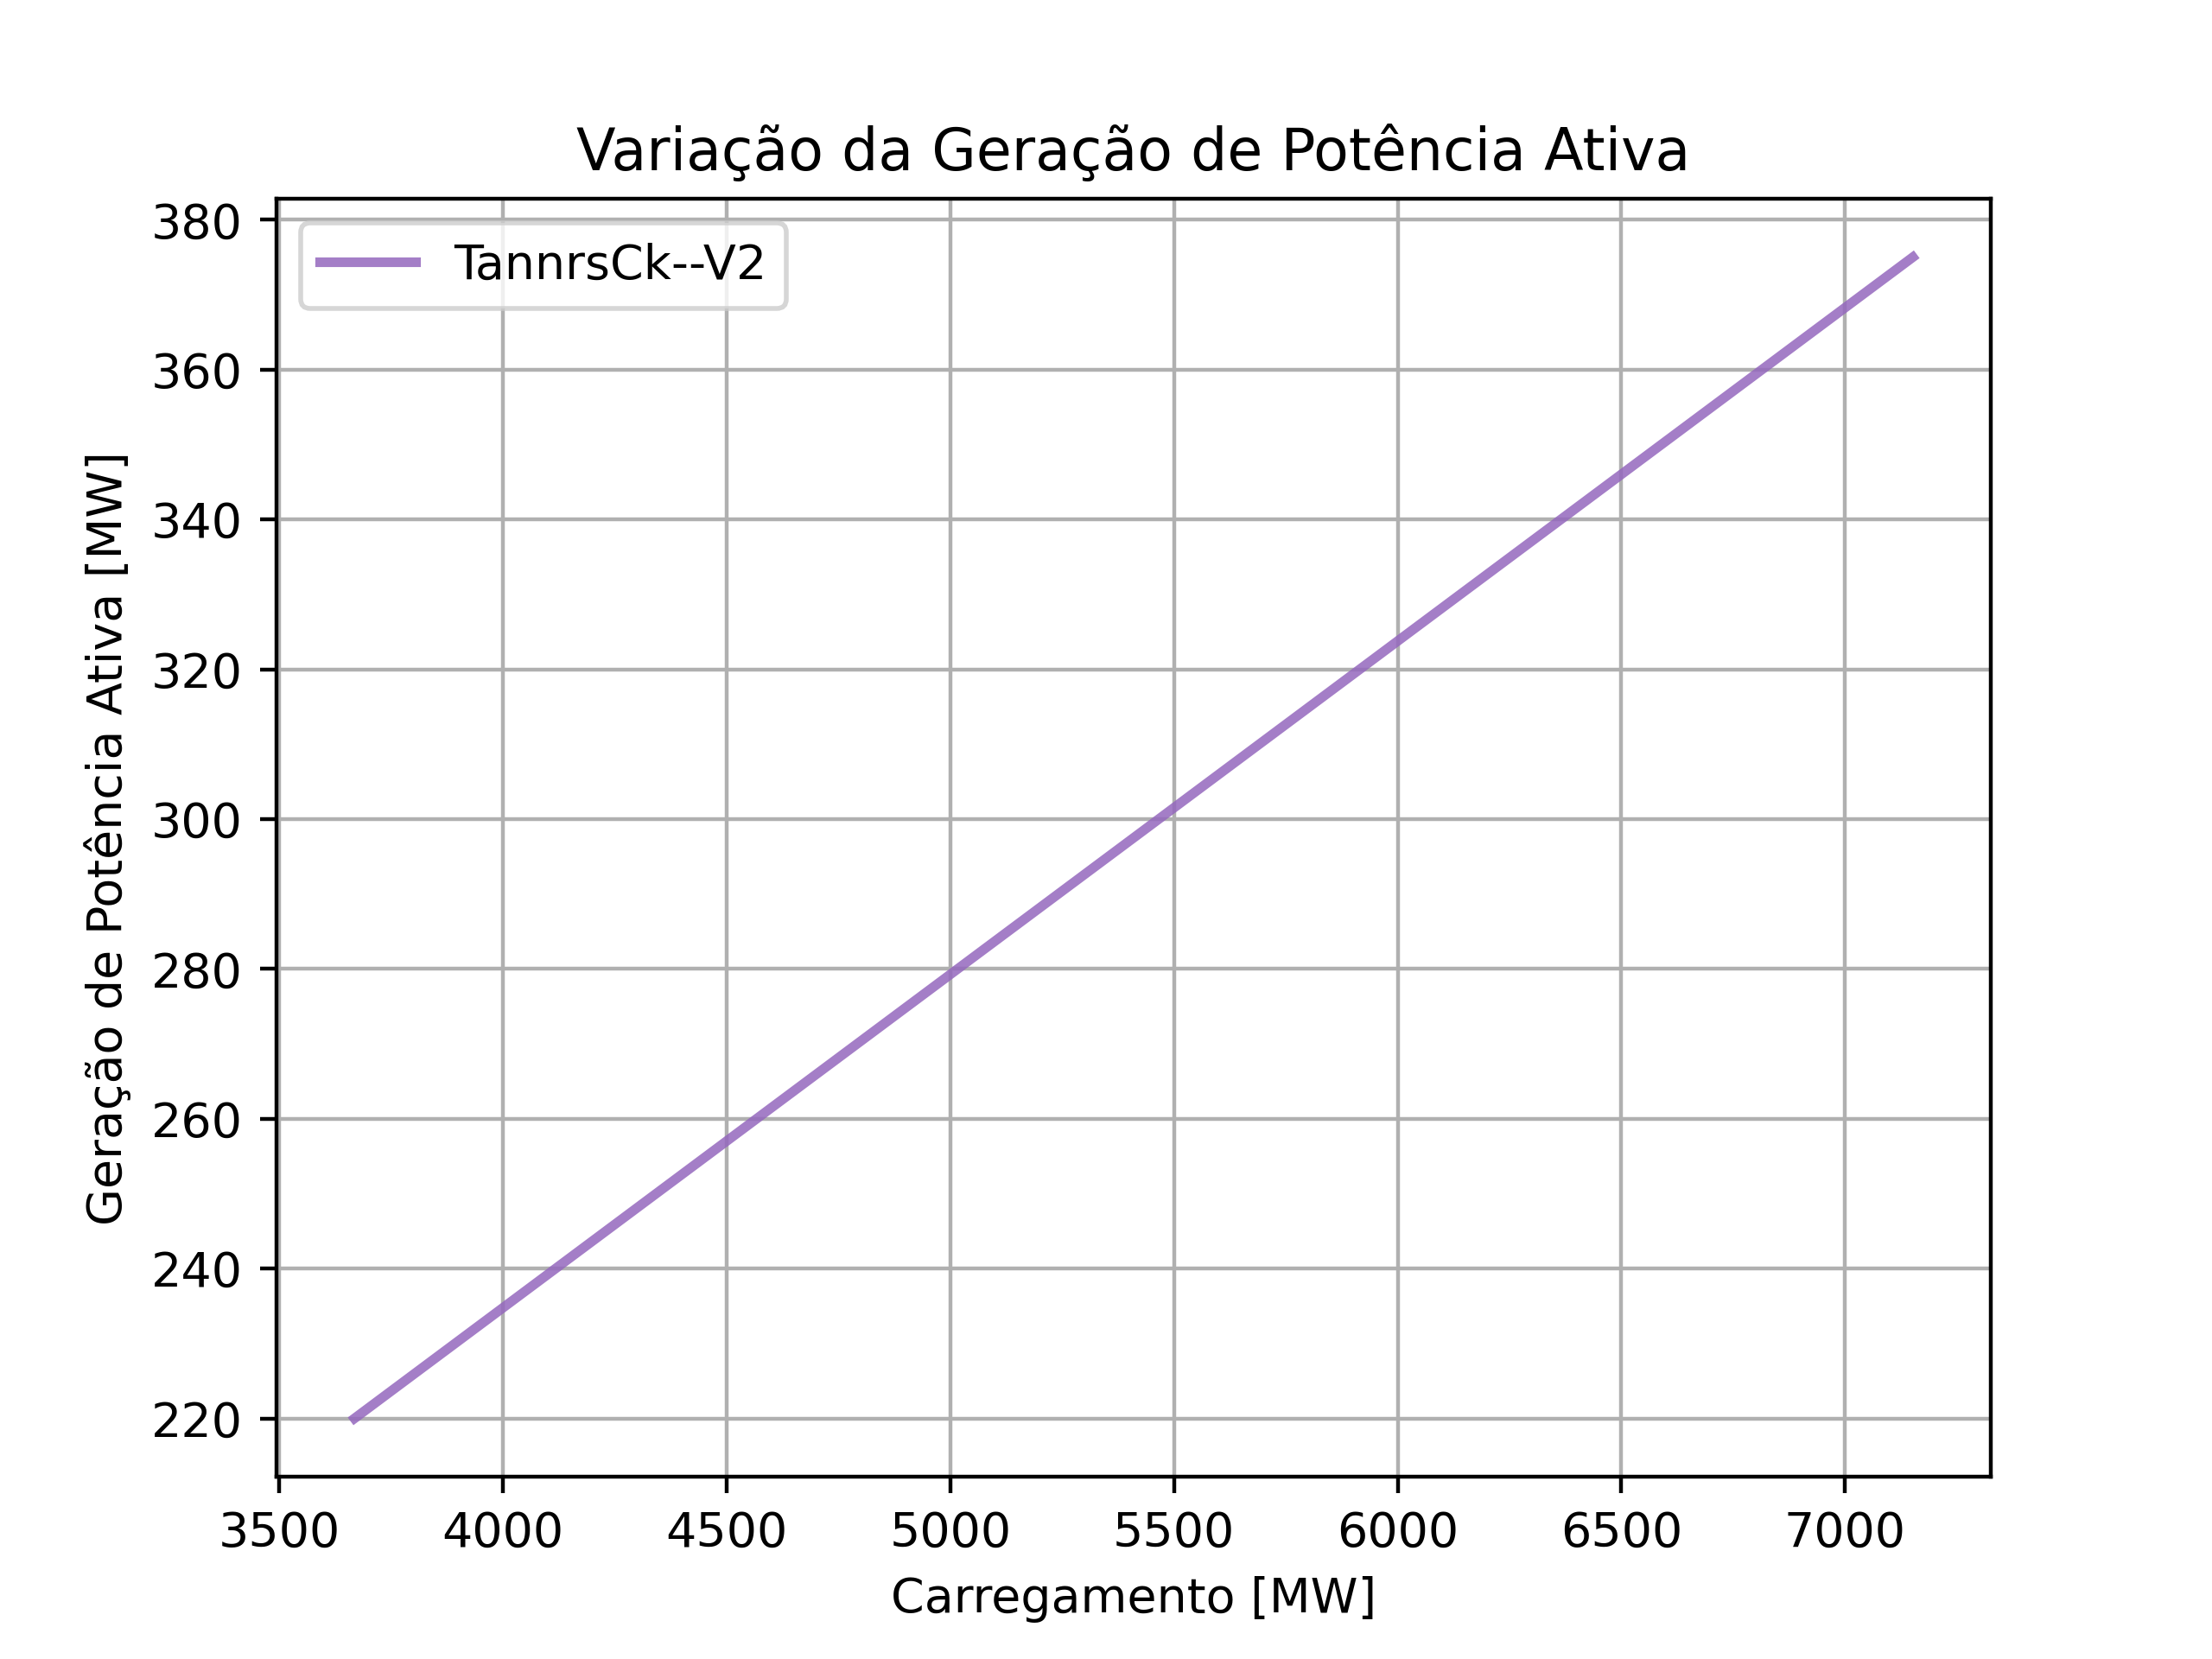 Variação da Geração de Potência Ativa
TannrsCk--V2
Geração de Potência Ativa [MW]
380
360
340
320
300
280
260
240
220
3500 4000 4500 5000 5500 6000 6500 7000
Carregamento [MW]